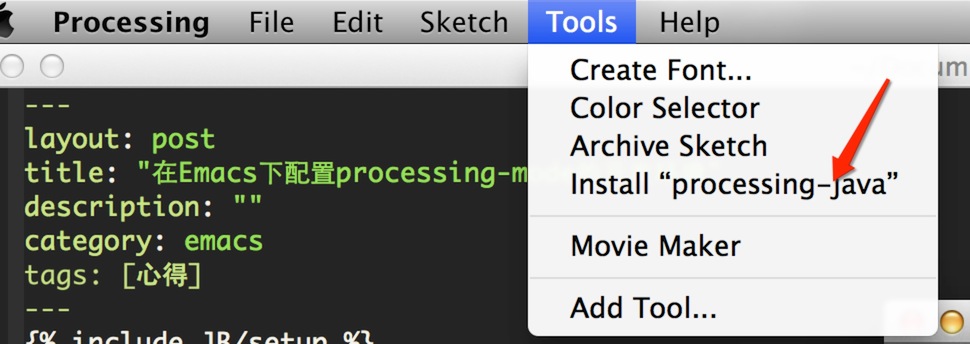 Processing File Edit Sketch Tools Help
Create Font...
Color Selector
Archive Sketch
Install “processing-java”
Movie Maker
Add Tool...
---
layout: post
title: "在Emacs下配置processing-m
description: ""
category: emacs
tags: [心得]
---
{% include JB/setup %}